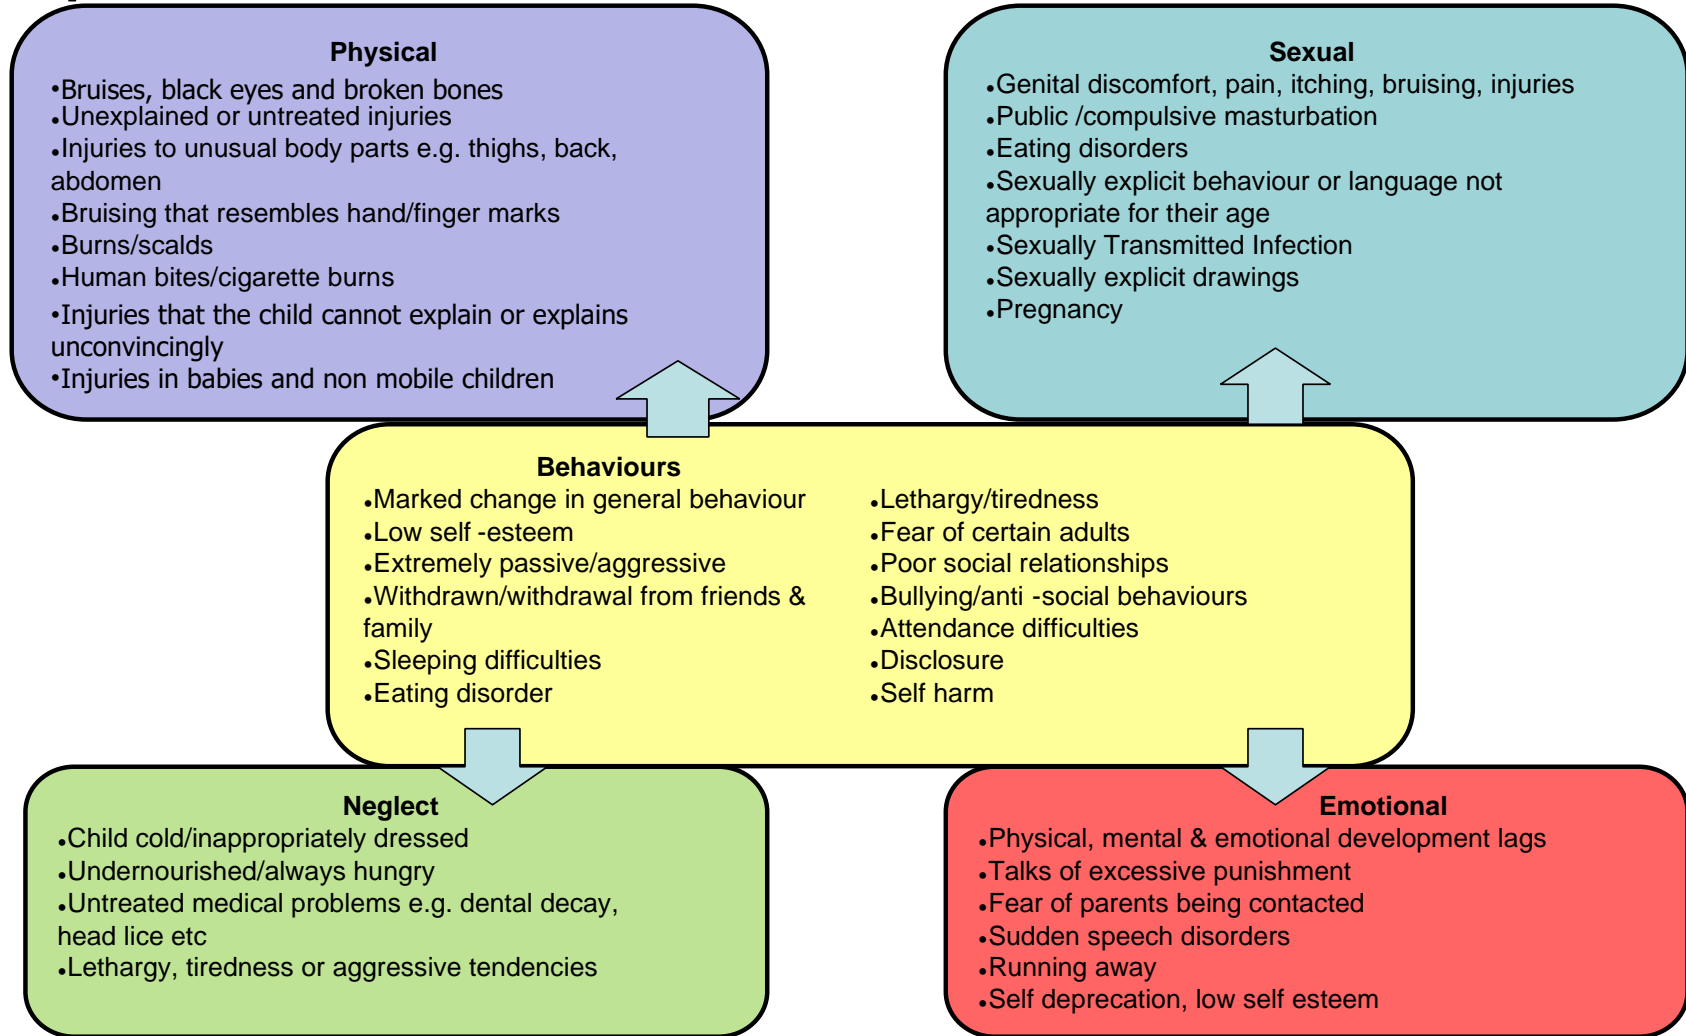 Physical
•Bruises, black eyes and broken bones
•Unexplained or untreated injuries
•Injuries to unusual body parts e.g. thighs, back,
abdomen
•Bruising that resembles hand/finger marks
•Burns/scalds
•Human bites/cigarette burns
•Injuries that the child cannot explain or explains
unconvincingly
•Injuries in babies and non mobile children
Sexual
•Genital discomfort, pain, itching, bruising, injuries
•Public /compulsive masturbation
•Eating disorders
•Sexually explicit behaviour or language not
appropriate for their age
•Sexually Transmitted Infection
•Sexually explicit drawings
•Pregnancy
Behaviours
•Marked change in general behaviour
•Low self -esteem
•Extremely passive/aggressive
•Withdrawn/withdrawal from friends &
family
•Sleeping difficulties
•Eating disorder
•Lethargy/tiredness
•Fear of certain adults
•Poor social relationships
•Bullying/anti -social behaviours
•Attendance difficulties
•Disclosure
•Self harm
Neglect
•Child cold/inappropriately dressed
•Undernourished/always hungry
•Untreated medical problems e.g. dental decay,
head lice etc
•Lethargy, tiredness or aggressive tendencies
Emotional
•Physical, mental & emotional development lags
•Talks of excessive punishment
•Fear of parents being contacted
•Sudden speech disorders
•Running away
•Self deprecation, low self esteem